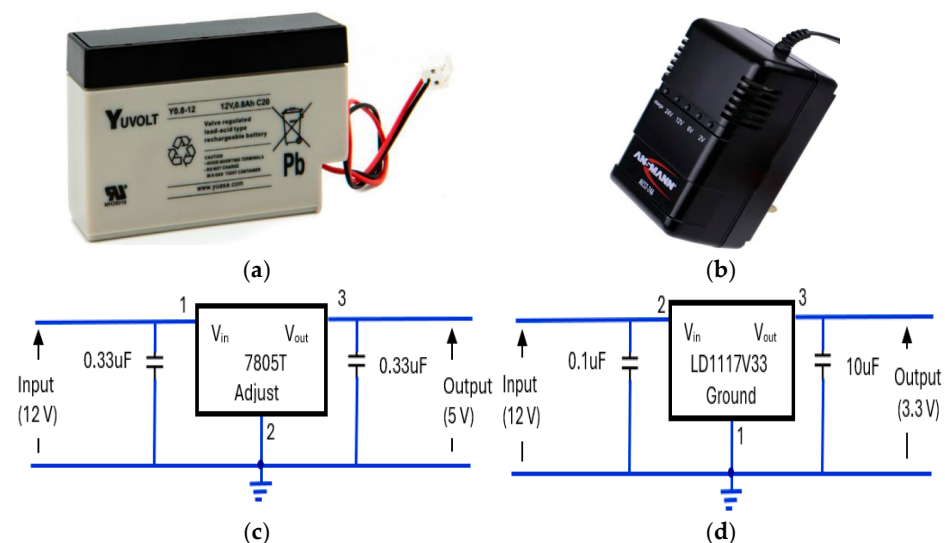 YUVOLT
Y0.8-12 12V,0.8Ah C20
Valve regulated
lead-acid type
rechargeable battery
CAUTION
Pb
www.yuasa.com
24V 12V 6V 2V
ANSMANN
(a)
(b)
1
3
Vin Vout
7805T
Adjust
0.33uF
0.33uF
Input
(12 V)
Output
(5 V)
2
(c)
2
3
Vin Vout
LD1117V33
Ground
0.1uF
10uF
Input
(12 V)
Output
(3.3 V)
1
(d)